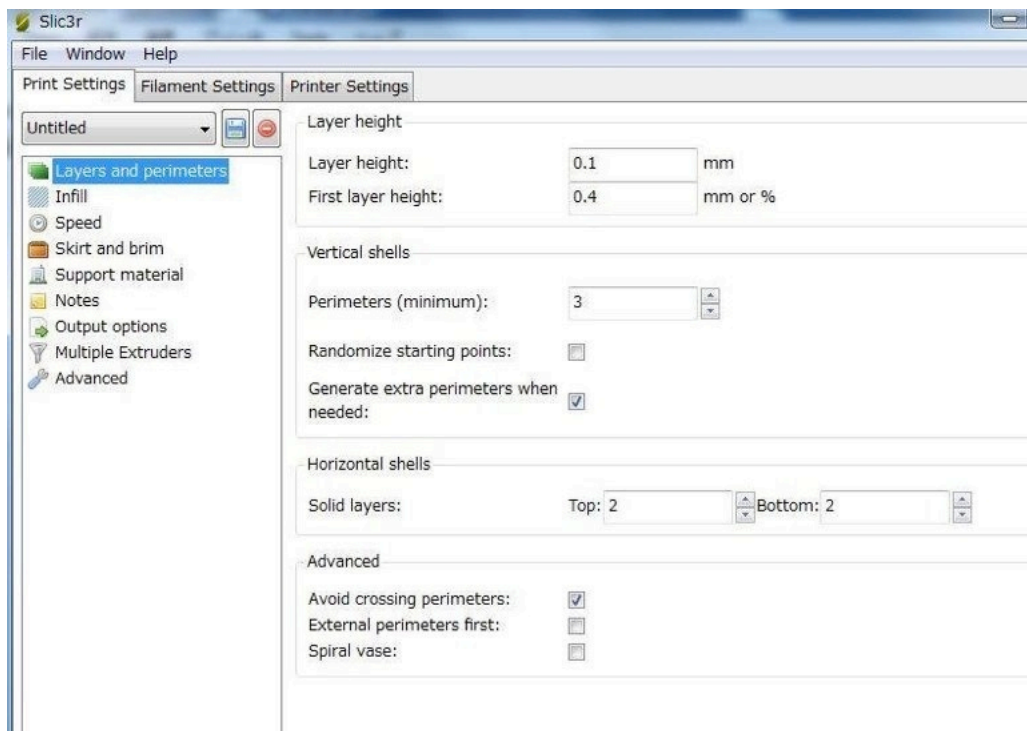 Slic3r
File Window Help
Print Settings Filament Settings Printer Settings
Untitled
Layers and perimeters
Infill
Speed
Skirt and brim
Support material
Notes
Output options
Multiple Extruders
Advanced
Layer height
Layer height: 0.1 mm
First layer height: 0.4 mm or %
Vertical shells
Perimeters (minimum): 3
Randomize starting points:
Generate extra perimeters when
needed:
Horizontal shells
Solid layers: Top: 2 Bottom: 2
Advanced
Avoid crossing perimeters:
External perimeters first:
Spiral vase: